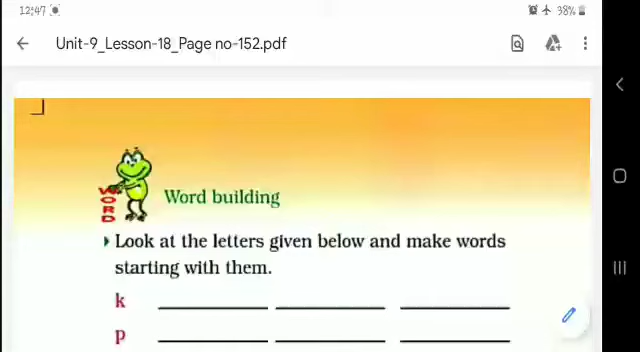 12:47 38%
Unit-9_Lesson-18_Page no-152.pdf
WORD
Word building
Look at the letters given below and make words
starting with them.
k
p